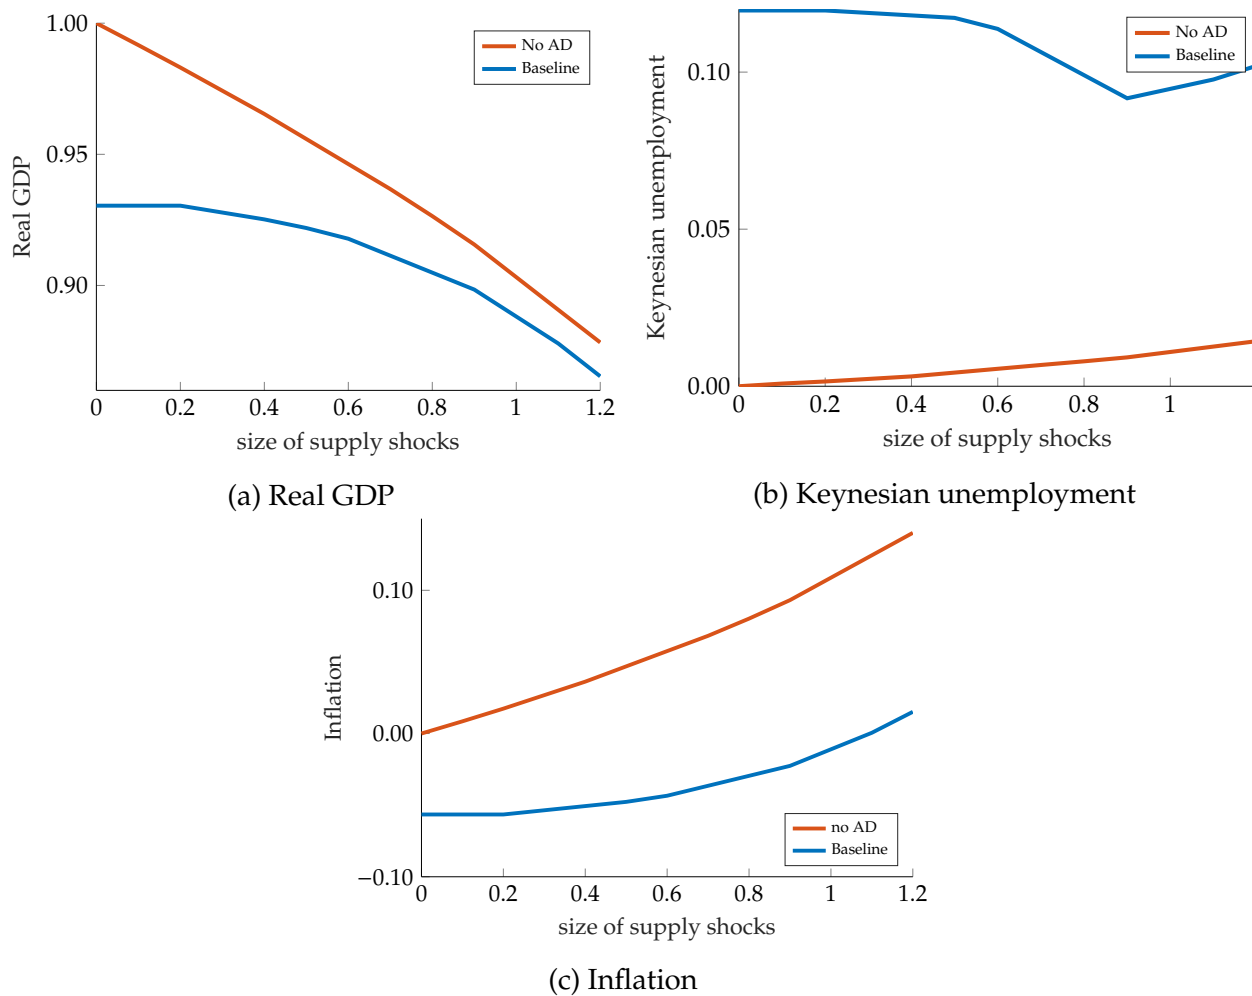 1.00
0.95
0.90
Real GDP
No AD
Baseline
0 0.2 0.4 0.6 0.8 1 1.2
size of supply shocks
(a) Real GDP
0.10
0.05
0.00
Keynesian unemployment
No AD
Baseline
0 0.2 0.4 0.6 0.8 1
size of supply shocks
(b) Keynesian unemployment
0.10
0.00
−0.10
Inflation
no AD
Baseline
0 0.2 0.4 0.6 0.8 1 1.2
size of supply shocks
(c) Inflation